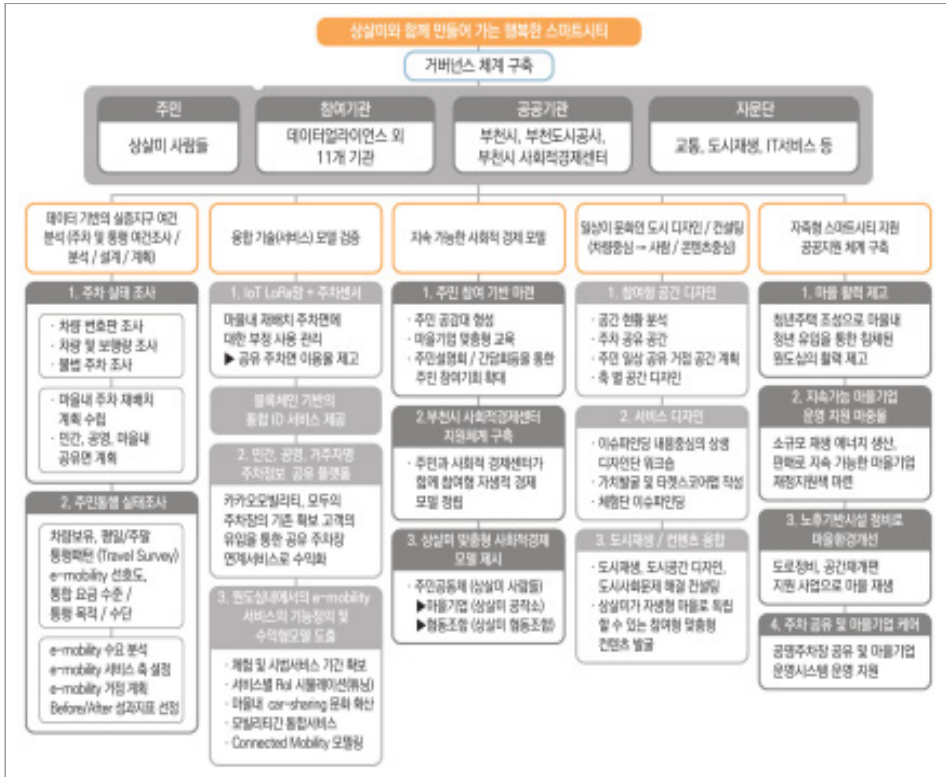 상살미와 함께 만들어 가는 행복한 스마트시티
거버넌스 체계 구축
주민
상살미 사람들
참여기관
데이터얼라이언스 외
11개 기관
공공기관
부천시, 부천도시공사,
부천시 사회적경제센터
자문단
교통, 도시재생, IT서비스 등
데이터 기반의 실증지구 여건
분석 (주차 및 통행 여건조사 /
분석 / 설계 / 계획)
1. 주차 실태 조사
· 차량 번호판 조사
· 차량 및 보행량 조사
· 불법 주차 조사
· 마을내 주차 재배치
계획 수립
· 민간, 공영, 마을내
공유면 계획
2. 주민통행 실태조사
차량보유, 평일/주말
통행패턴 (Travel Survey)
e-mobility 선호도,
통합 요금 수준 /
통행 목적 / 수단
e-mobility 수요 분석
e-mobility 서비스 축 설정
e-mobility 거점 계획
Before/After 성과지표 선정
융합 기술(서비스) 모델 검증
1. IoT LoRa망 + 주차센서
마을내 재배치 주차면에
대한 부정 사용 관리
▶ 공유 주차면 이용율 제고
블록체인 기반의
통합 ID 서비스 제공
2. 민간, 공영, 거주자명
주차정보 공유 플랫폼
카카오모빌리티, 모두의
주차장의 기존 확보 고객의
유입을 통한 공유 주차장
연계서비스로 수익화
3. 원도심내에서의 e-mobility
서비스의 기능정의 및
수익형모델 도출
· 체험 및 시범서비스 기간 확보
· 서비스별 RoI 시뮬레이션(튜닝)
· 마을내 car-sharing 문화 확산
· 모빌리티간 통합서비스
· Connected Mobility 모델링
지속 가능한 사회적 경제 모델
1. 주민 참여 기반 마련
· 주민 공감대 형성
· 마을기업 맞춤형 교육
· 주민설명회 / 간담회등을 통한
주민 참여기회 확대
2.부천시 사회적경제센터
지원체계 구축
· 주민과 사회적 경제센터가
함께 참여형 자생적 경제
모델 정립
3. 상살미 맞춤형 사회적경제
모델 제시
· 주민공동체 (상살미 사람들)
▶마을기업 (상살미 공작소)
▶협동조합 (상살미 협동조합)
일상이 문화인 도시 디자인 / 컨설팅
(차량중심 → 사람 / 콘텐츠중심)
1. 참여형 공간 디자인
· 공간 현황 분석
· 주차 공유 공간
· 주민 일상 공유 거점 공간 계획
· 축 별 공간 디자인
2. 서비스 디자인
· 이슈파인딩 내용중심의 상생
디자인단 워크숍
· 가치발굴 및 타켓스코어맵 작성
· 체험단 이슈파인딩
3. 도시재생 / 컨텐츠 융합
· 도시재생, 도시공간 디자인,
도시사회문제 해결 컨설팅
· 상살미가 자생형 마을로 독립
할 수 있는 참여형 맞춤형
컨텐츠 발굴
자족형 스마트시티 지원
공공지원 체계 구축
1. 마을 활력 제고
청년주택 조성으로 마을내
청년 유입을 통한 침체된
원도심의 활력 제고
2. 지속가능 마을기업
운영 지원 마중물
소규모 재생 에너지 생산,
판매로 지속 가능한 마을기업
재정지원책 마련
3. 노후기반시설 정비로
마을환경개선
도로정비, 공간재개편
지원 사업으로 마을 재생
4. 주차 공유 및 마을기업 케어
공영주차장 공유 및 마을기업
운영시스템 운영 지원